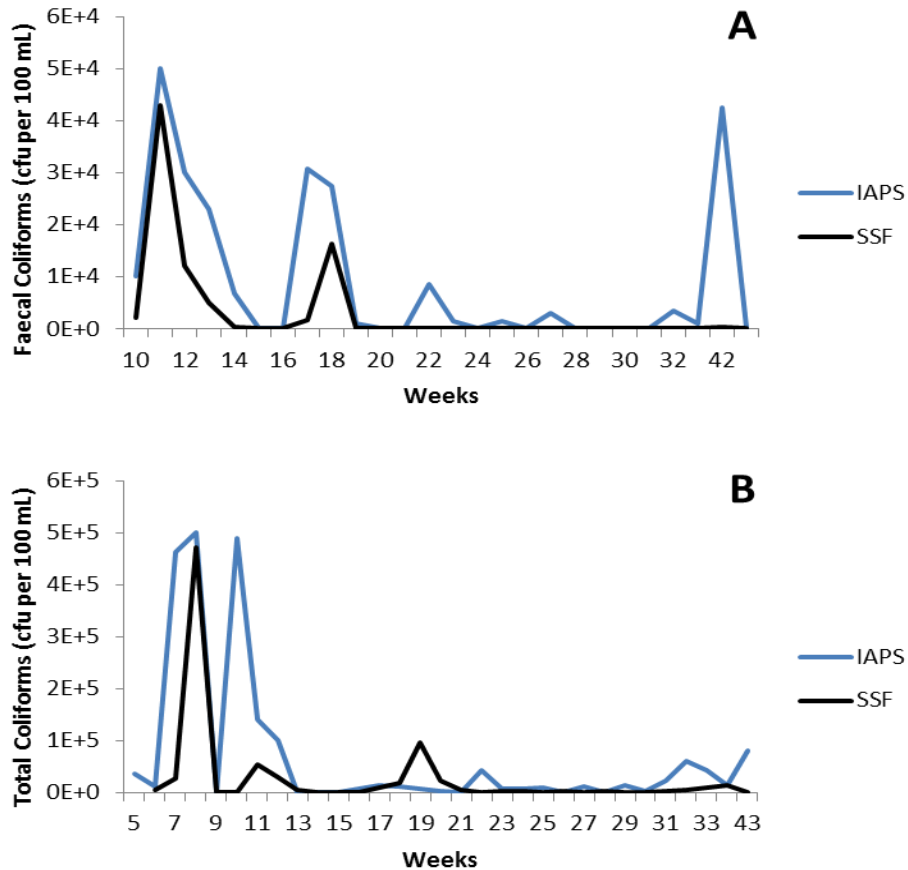 A
Faecal Coliforms (cfu per 100 mL)
6E+4
5E+4
4E+4
3E+4
2E+4
1E+4
0E+0
10 12 14 16 18 20 22 24 26 28 30 32 42
Weeks
IAPS
SSF
B
Total Coliforms (cfu per 100 mL)
6E+5
5E+5
4E+5
3E+5
2E+5
1E+5
0E+0
5 7 9 11 13 15 17 19 21 23 25 27 29 31 33 43
Weeks
IAPS
SSF